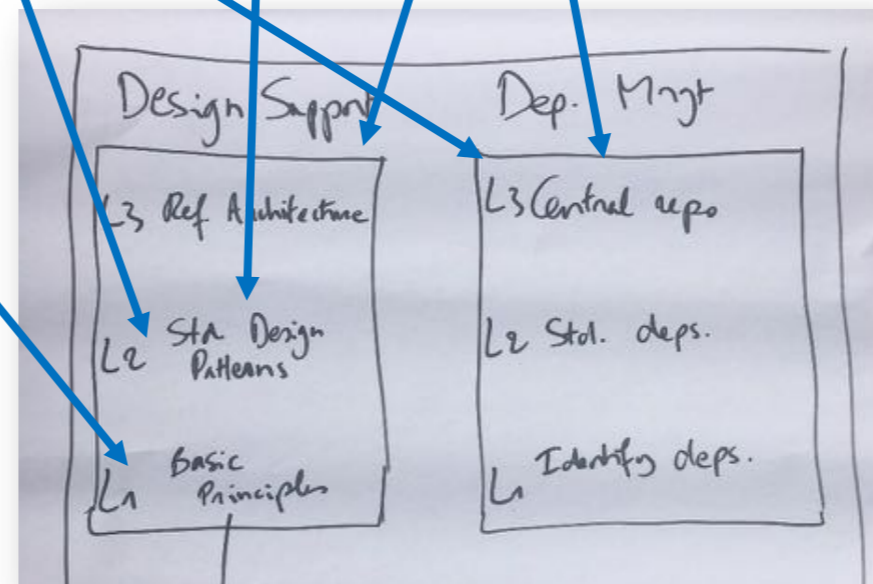 Design Support
L3 Ref Architecture
L2 Std Design
Patterns
L1 Basic
Principles
Dep. Mngt
L3 Central repo
L2 Std. deps.
L1 Identify deps.